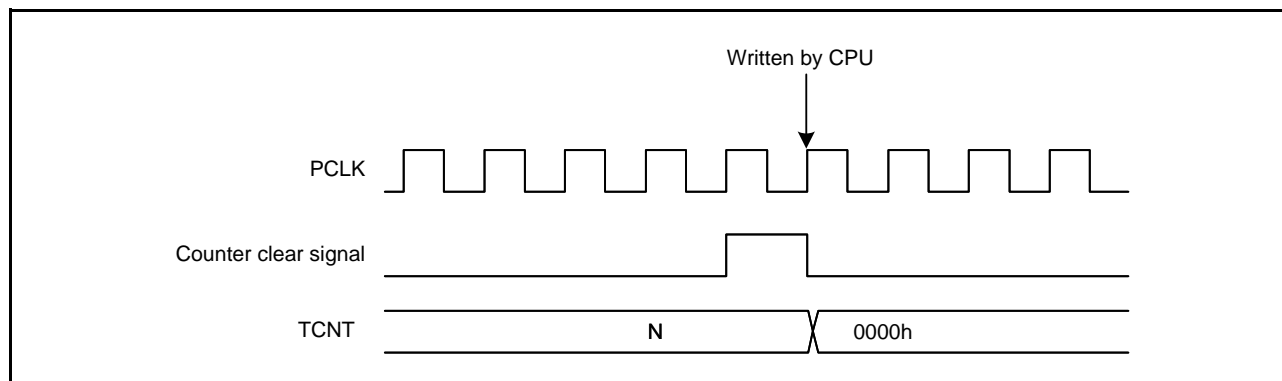 Written by CPU
PCLK
Counter clear signal
TCNT N 0000h